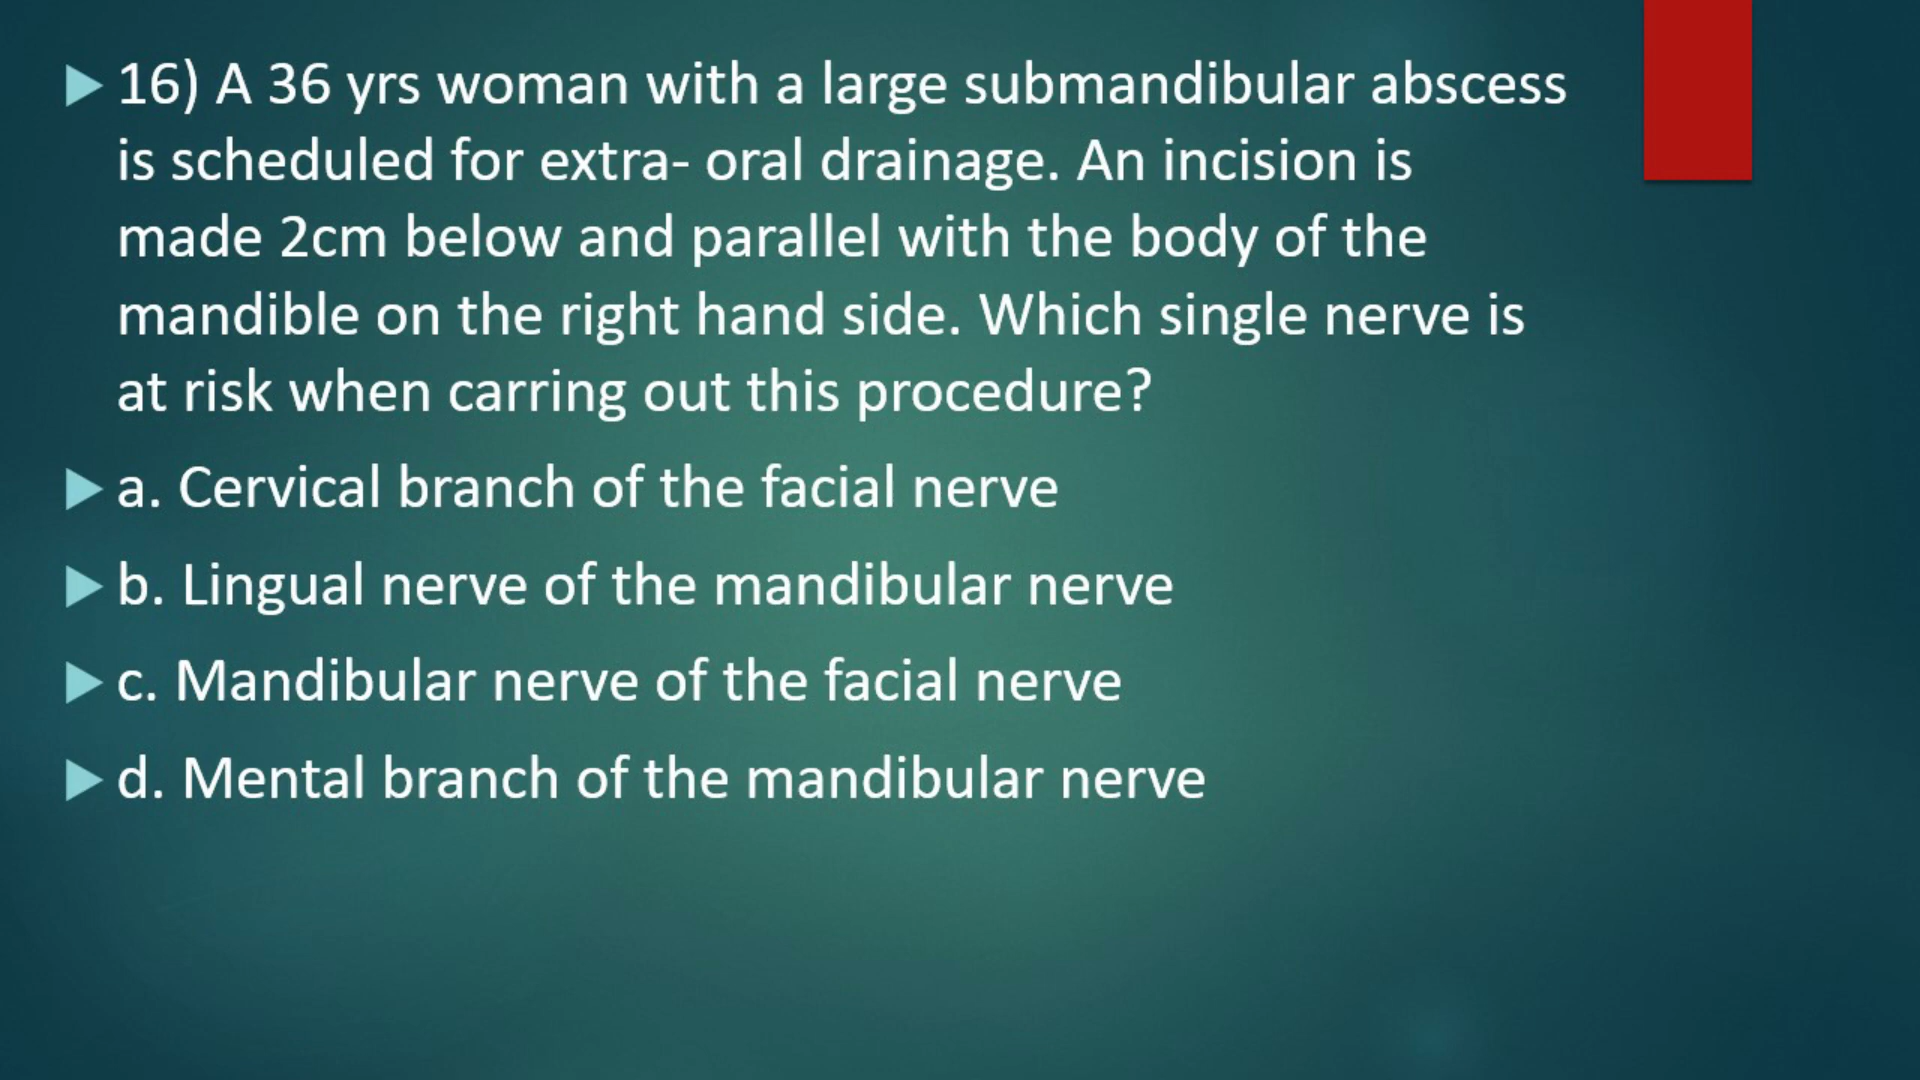 16) A 36 yrs woman with a large submandibular abscess
is scheduled for extra- oral drainage. An incision is
made 2cm below and parallel with the body of the
mandible on the right hand side. Which single nerve is
at risk when carring out this procedure?
a. Cervical branch of the facial nerve
b. Lingual nerve of the mandibular nerve
c. Mandibular nerve of the facial nerve
d. Mental branch of the mandibular nerve